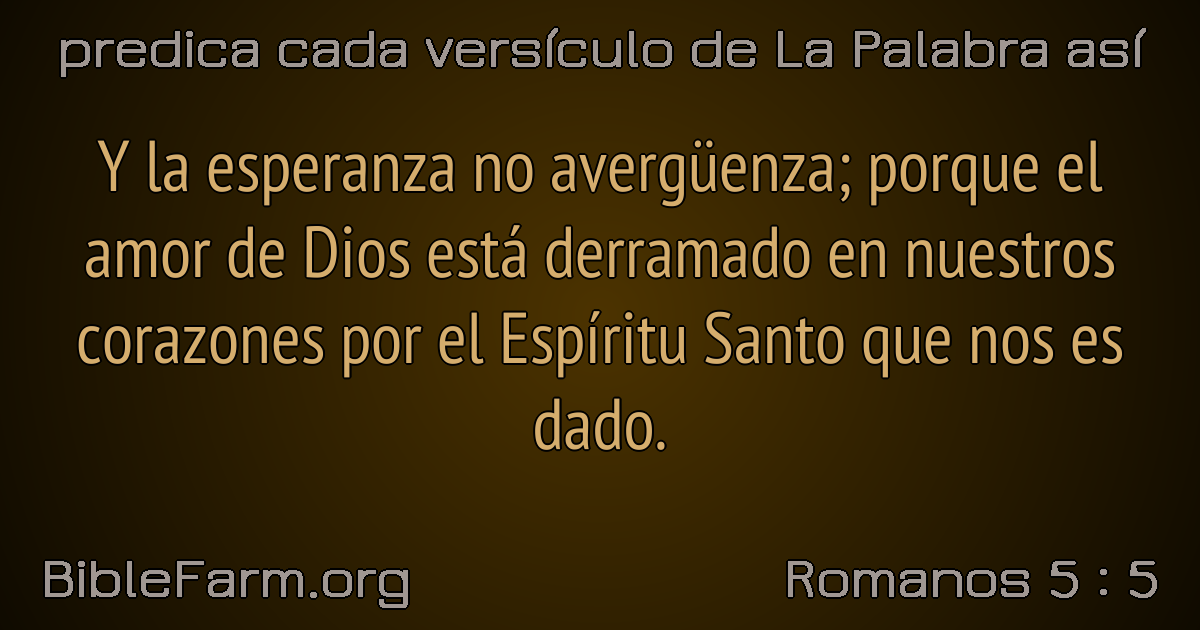 predica cada versículo de La Palabra así
Y la esperanza no avergüenza; porque el
amor de Dios está derramado en nuestros
corazones por el Espíritu Santo que nos es
dado.
BibleFarm.org
Romanos 5 : 5